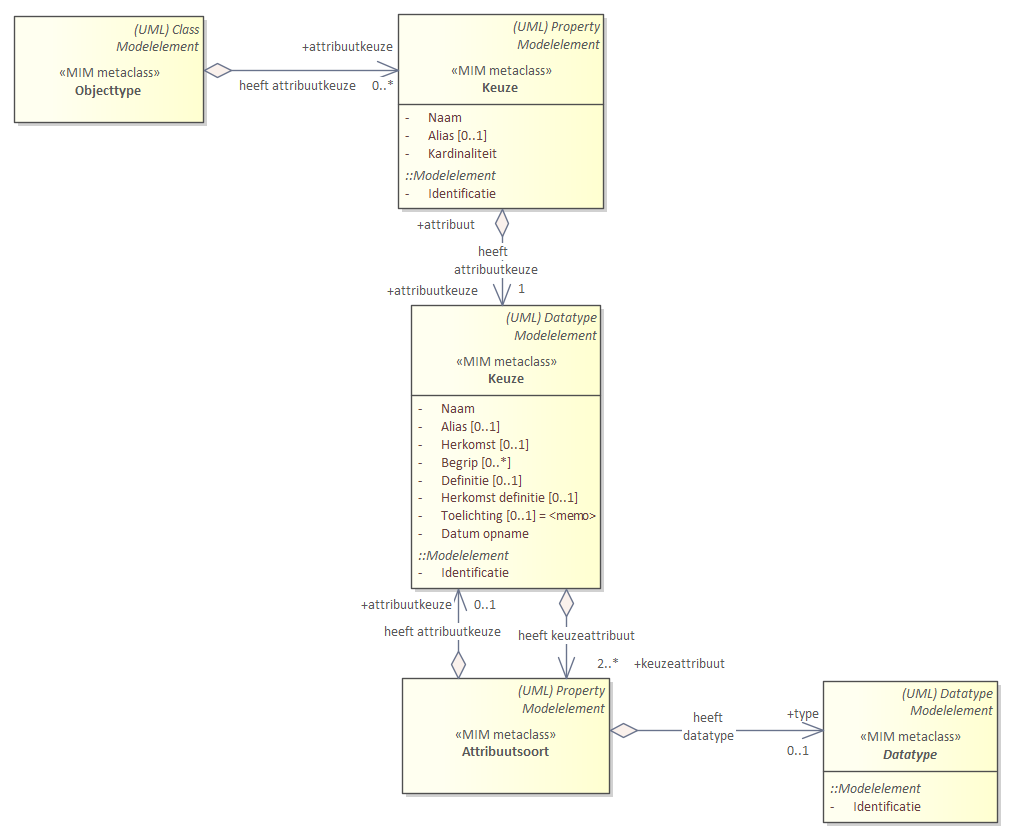 (UML) Class
Modelelement
«MIM metaclass»
Objecttype
+attribuutkeuze
heeft attribuutkeuze 0..*
(UML) Property
Modelelement
«MIM metaclass»
Keuze
- Naam
- Alias [0..1]
- Kardinaliteit
::Modelelement
- Identificatie
+attribuut
heeft
attribuutkeuze
+attribuutkeuze 1
(UML) Datatype
Modelelement
«MIM metaclass»
Keuze
- Naam
- Alias [0..1]
- Herkomst [0..1]
- Begrip [0..*]
- Definitie [0..1]
- Herkomst definitie [0..1]
- Toelichting [0..1] = <memo>
- Datum opname
::Modelelement
- Identificatie
+attribuutkeuze 0..1
heeft attribuutkeuze
heeft keuzeattribuut
2..* +keuzeattribuut
(UML) Property
Modelelement
«MIM metaclass»
Attribuutsoort
heeft
datatype
+type
0..1
(UML) Datatype
Modelelement
«MIM metaclass»
Datatype
::Modelelement
- Identificatie